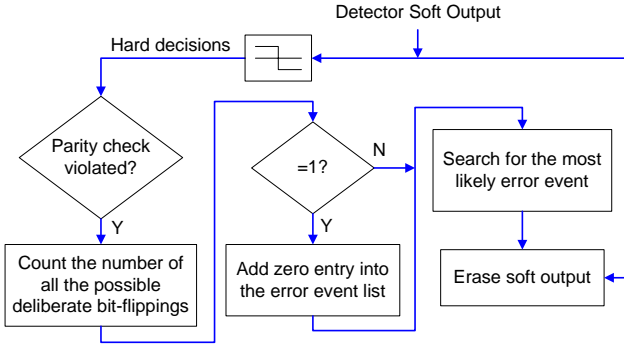 Detector Soft Output
Hard decisions
Parity check
violated?
Y
Count the number of
all the possible
deliberate bit-flippings
=1?
N
Y
Add zero entry into
the error event list
Search for the most
likely error event
Erase soft output